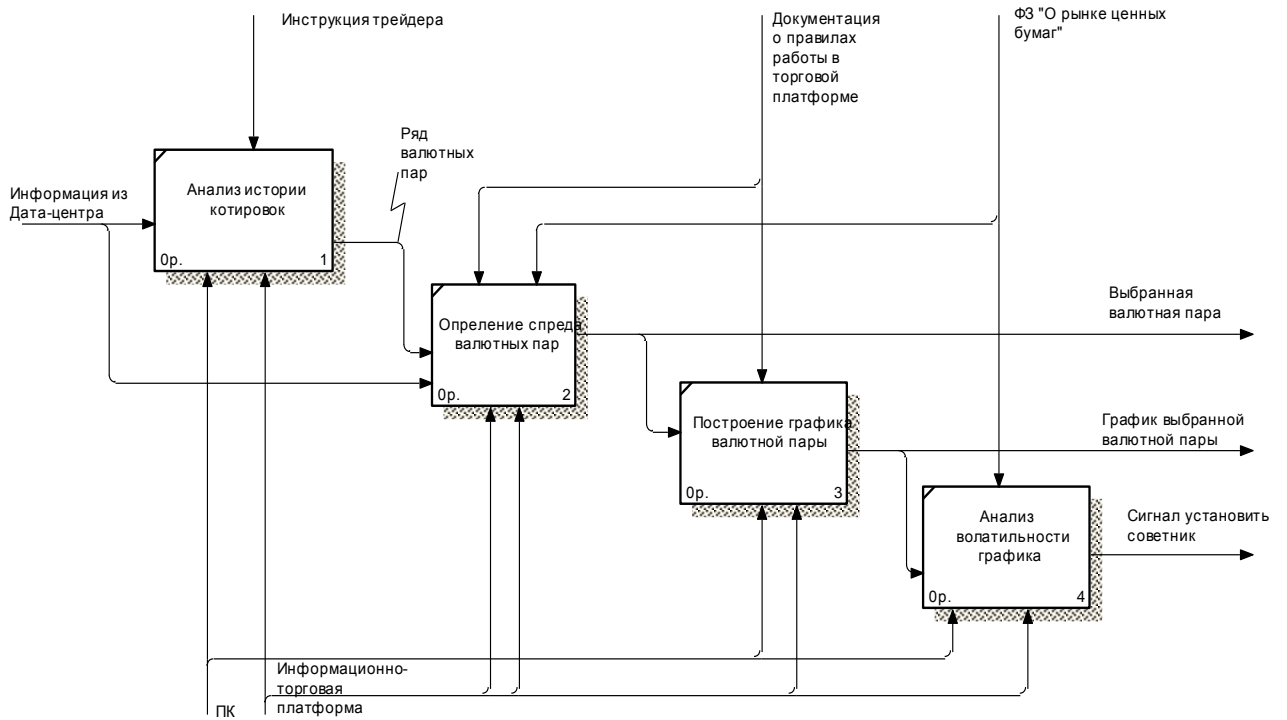 Инструкция трейдера
Документация
о правилах
работы в
торговой
платформе
ФЗ "О рынке ценных
бумаг"
Ряд
валютных
пар
Информация из
Дата-центра
Анализ истории
котировок
0р.
1
Опреление спреда
валютных пар
0р.
2
Выбранная
валютная пара
Построение графика
валютной пары
0р.
3
График выбранной
валютной пары
Анализ
волатильности
графика
0р.
4
Сигнал установить
советник
Информационно-
торговая
платформа
ПК